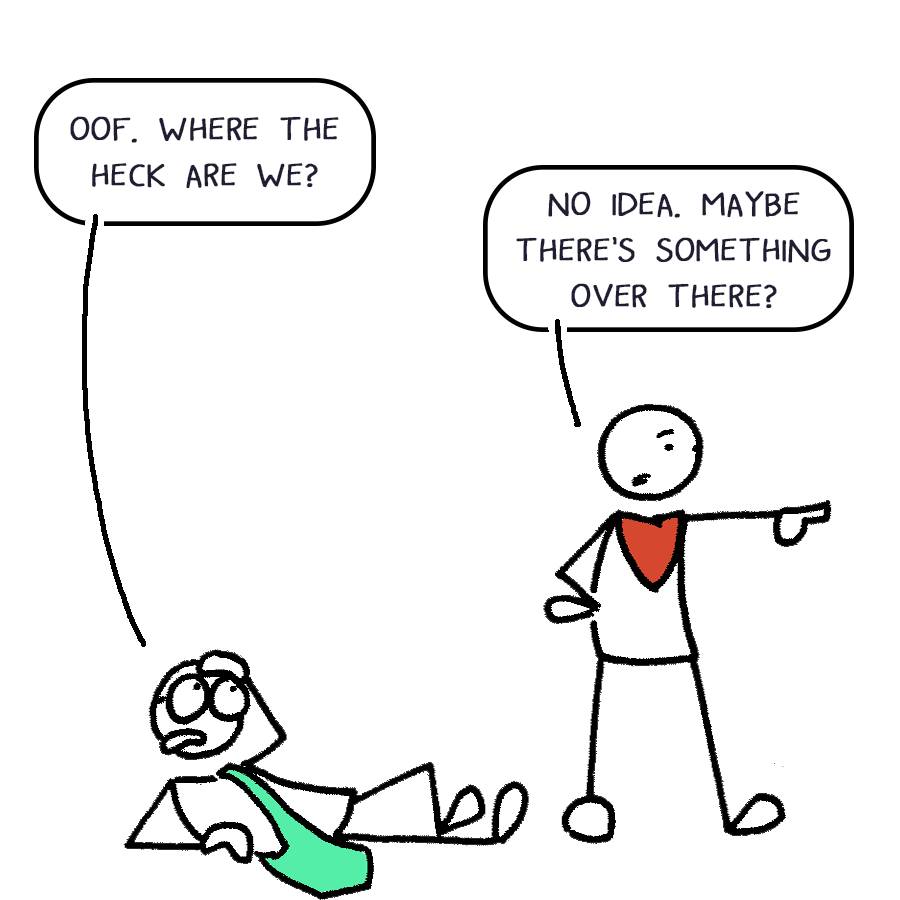 OOF. WHERE THE
HECK ARE WE?
NO IDEA. MAYBE
THERE'S SOMETHING
OVER THERE?